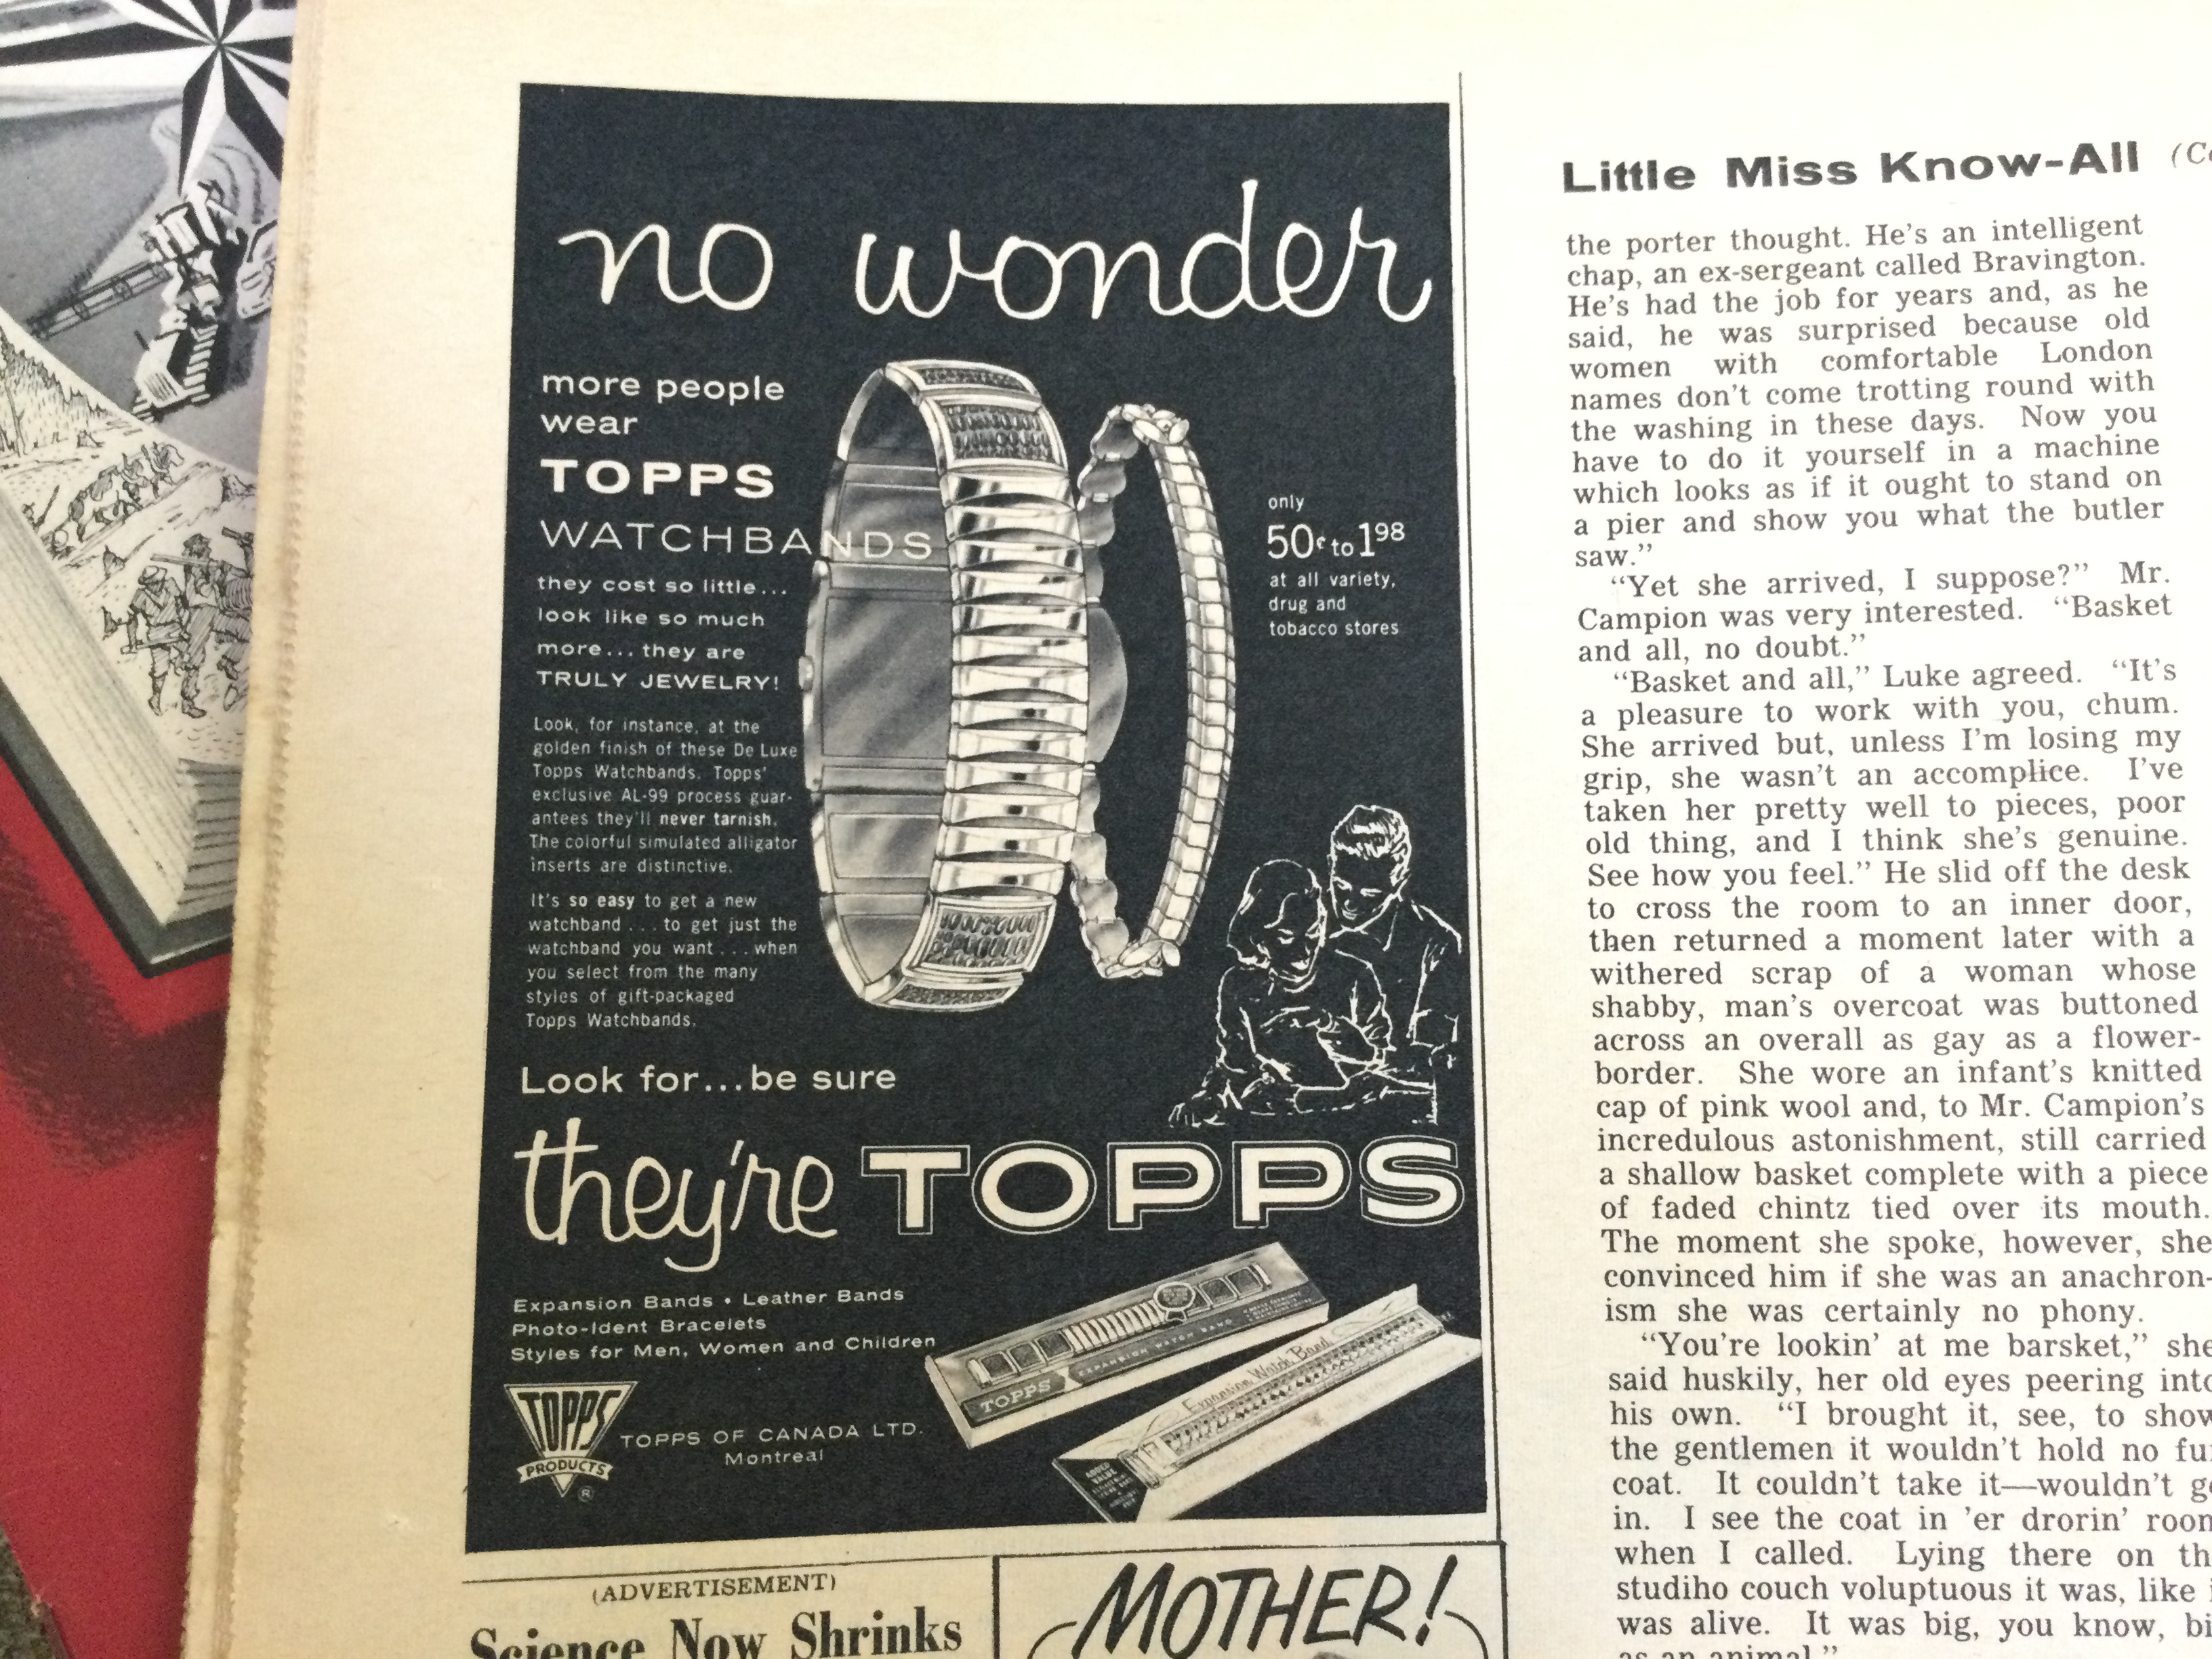 no wonder
more people
wear
TOPPS
WATCHBANDS
they cost so little...
look like so much
more... they are
TRULY JEWELRY!
Look, for instance, at the
golden finish of these De Luxe
Topps Watchbands. Topps'
exclusive AL-99 process guar-
antees they'll never tarnish.
The colorful simulated alligator
inserts are distinctive.
It's so easy to get a new
watchband . . . to get just the
watchband you want . . . when
you select from the many
styles of gift-packaged
Topps Watchbands.
only
50¢ to 1 98
at all variety,
drug and
tobacco stores
Look for...be sure
they're TOPPS
Expansion Bands • Leather Bands
Photo-Ident Bracelets
Styles for Men, Women and Children
TOPPS
PRODUCTS
®
TOPPS OF CANADA LTD.
Montreal
TOPPS EXPANSION WATCH BAND
Expansion Watch Band
ADDED
VALUE
(ADVERTISEMENT)
Science Now Shrinks
MOTHER!
Little Miss Know-All
the porter thought. He's an intelligent
chap, an ex-sergeant called Bravington.
He's had the job for years and, as he
said, he was surprised because old
women with comfortable London
names don't come trotting round with
the washing in these days. Now you
have to do it yourself in a machine
which looks as if it ought to stand on
a pier and show you what the butler
saw."
"Yet she arrived, I suppose?" Mr.
Campion was very interested. "Basket
and all, no doubt."
"Basket and all," Luke agreed. "It's
a pleasure to work with you, chum.
She arrived but, unless I'm losing my
grip, she wasn't an accomplice. I've
taken her pretty well to pieces, poor
old thing, and I think she's genuine.
See how you feel." He slid off the desk
to cross the room to an inner door,
then returned a moment later with a
withered scrap of a woman whose
shabby, man's overcoat was buttoned
across an overall as gay as a flower-
border. She wore an infant's knitted
cap of pink wool and, to Mr. Campion's
incredulous astonishment, still carried
a shallow basket complete with a piece
of faded chintz tied over its mouth.
The moment she spoke, however, she
convinced him if she was an anachron-
ism she was certainly no phony.
"You're lookin' at me barsket," she
said huskily, her old eyes peering into
his own. "I brought it, see, to show
the gentlemen it wouldn't hold no fur
coat. It couldn't take it—wouldn't go
in. I see the coat in 'er drorin' room
when I called. Lying there on the
studiho couch voluptuous it was, like
was alive. It was big, you know,
as an animal."